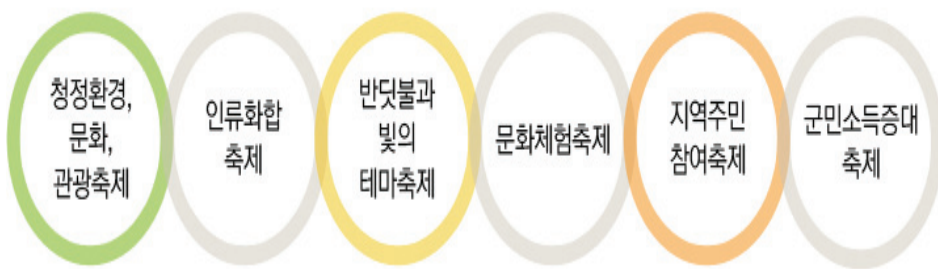 청정환경,
문화,
관광축제
인류화합
축제
반딧불과
빛의
테마축제
문화체험축제
지역주민
참여축제
군민소득증대
축제